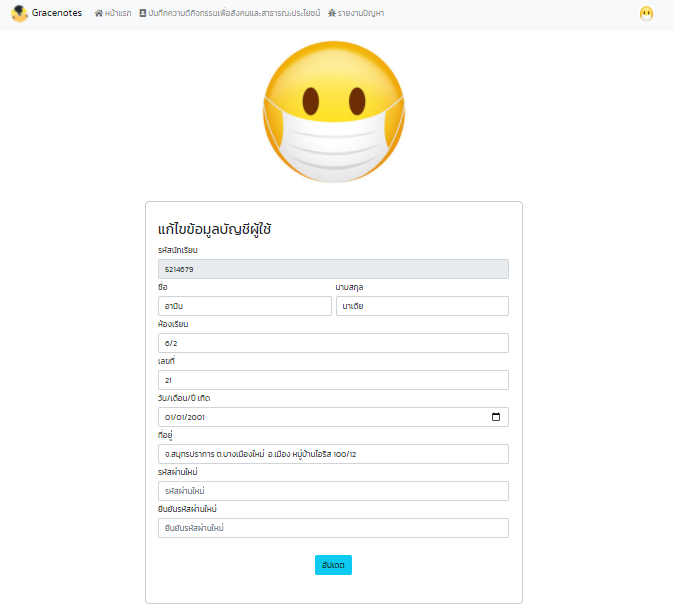 Gracenotes หน้าแรก บันทึกความดีกิจกรรมเพื่อสังคมและสาธารณะประโยชน์ รายงานปัญหา
แก้ไขข้อมูลบัญชีผู้ใช้
รหัสนักเรียน
S214679
ชื่อ นามสกุล
อานีน มาเดีย
ห้องเรียน
6/2
เลขที่
21
วัน/เดือน/ปี เกิด
01/01/2001
ที่อยู่
จ.สมุทรปราการ ต.บางเมืองใหม่ อ.เมือง หมู่บ้านไอริส 100/12
รหัสผ่านใหม่
รหัสผ่านใหม่
ยืนยันรหัสผ่านใหม่
ยืนยันรหัสผ่านใหม่
อัปเดต